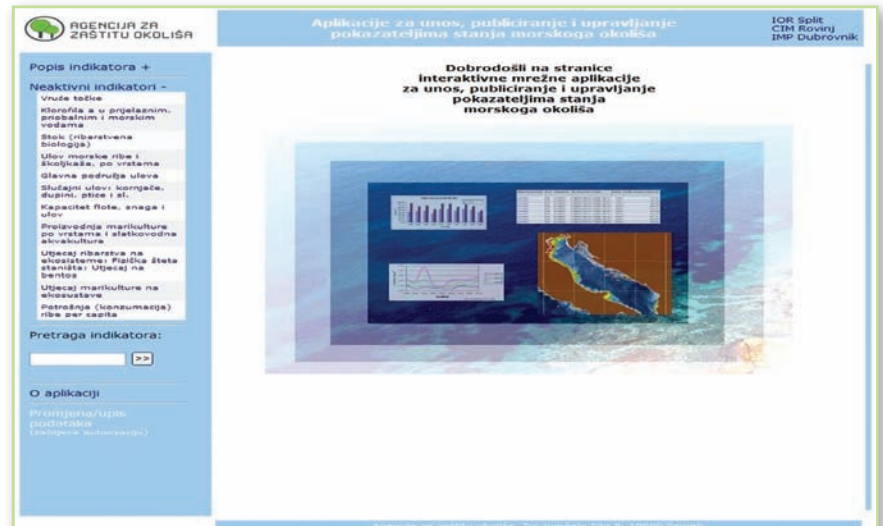 AGENCIJA ZA
ZAŠTITU OKOLIŠA
Aplikacije za unos, publiciranje i upravljanje
pokazateljima stanja morskoga okoliša
IOR Split
CIM Rovinj
IMP Dubrovnik
Popis indikatora +
Neaktivni indikatori -
Vruće točke
Klorofila a u prijelaznim,
priobalnim i morskim
vodama
Stok (ribarstvena
biologija)
Ulov morske ribe i
školjkaša, po vrstama
Glavna područja ulova
Slučajni ulovi kornjače,
dupini, ptice i sl.
Kapacitet flote, snaga i
ulov
Proizvodnja marikulture
po vrstama i slatkovodna
akvakultura
Utjecaj ribarstva na
ekosisteme: Fizička šteta
staništa: Utjecaj na
bentos
Utjecaj marikulture na
ekosustave
Potrošnja (konzumacija)
ribe per capita
Pretraga indikatora:
>>
O aplikaciji
Promjena/upis
podataka
(zahtjeva autorizaciju)
Dobrodošli na stranice
interaktivne mrežne aplikacije
za unos, publiciranje i upravljanje
pokazateljima stanja
morskog okoliša